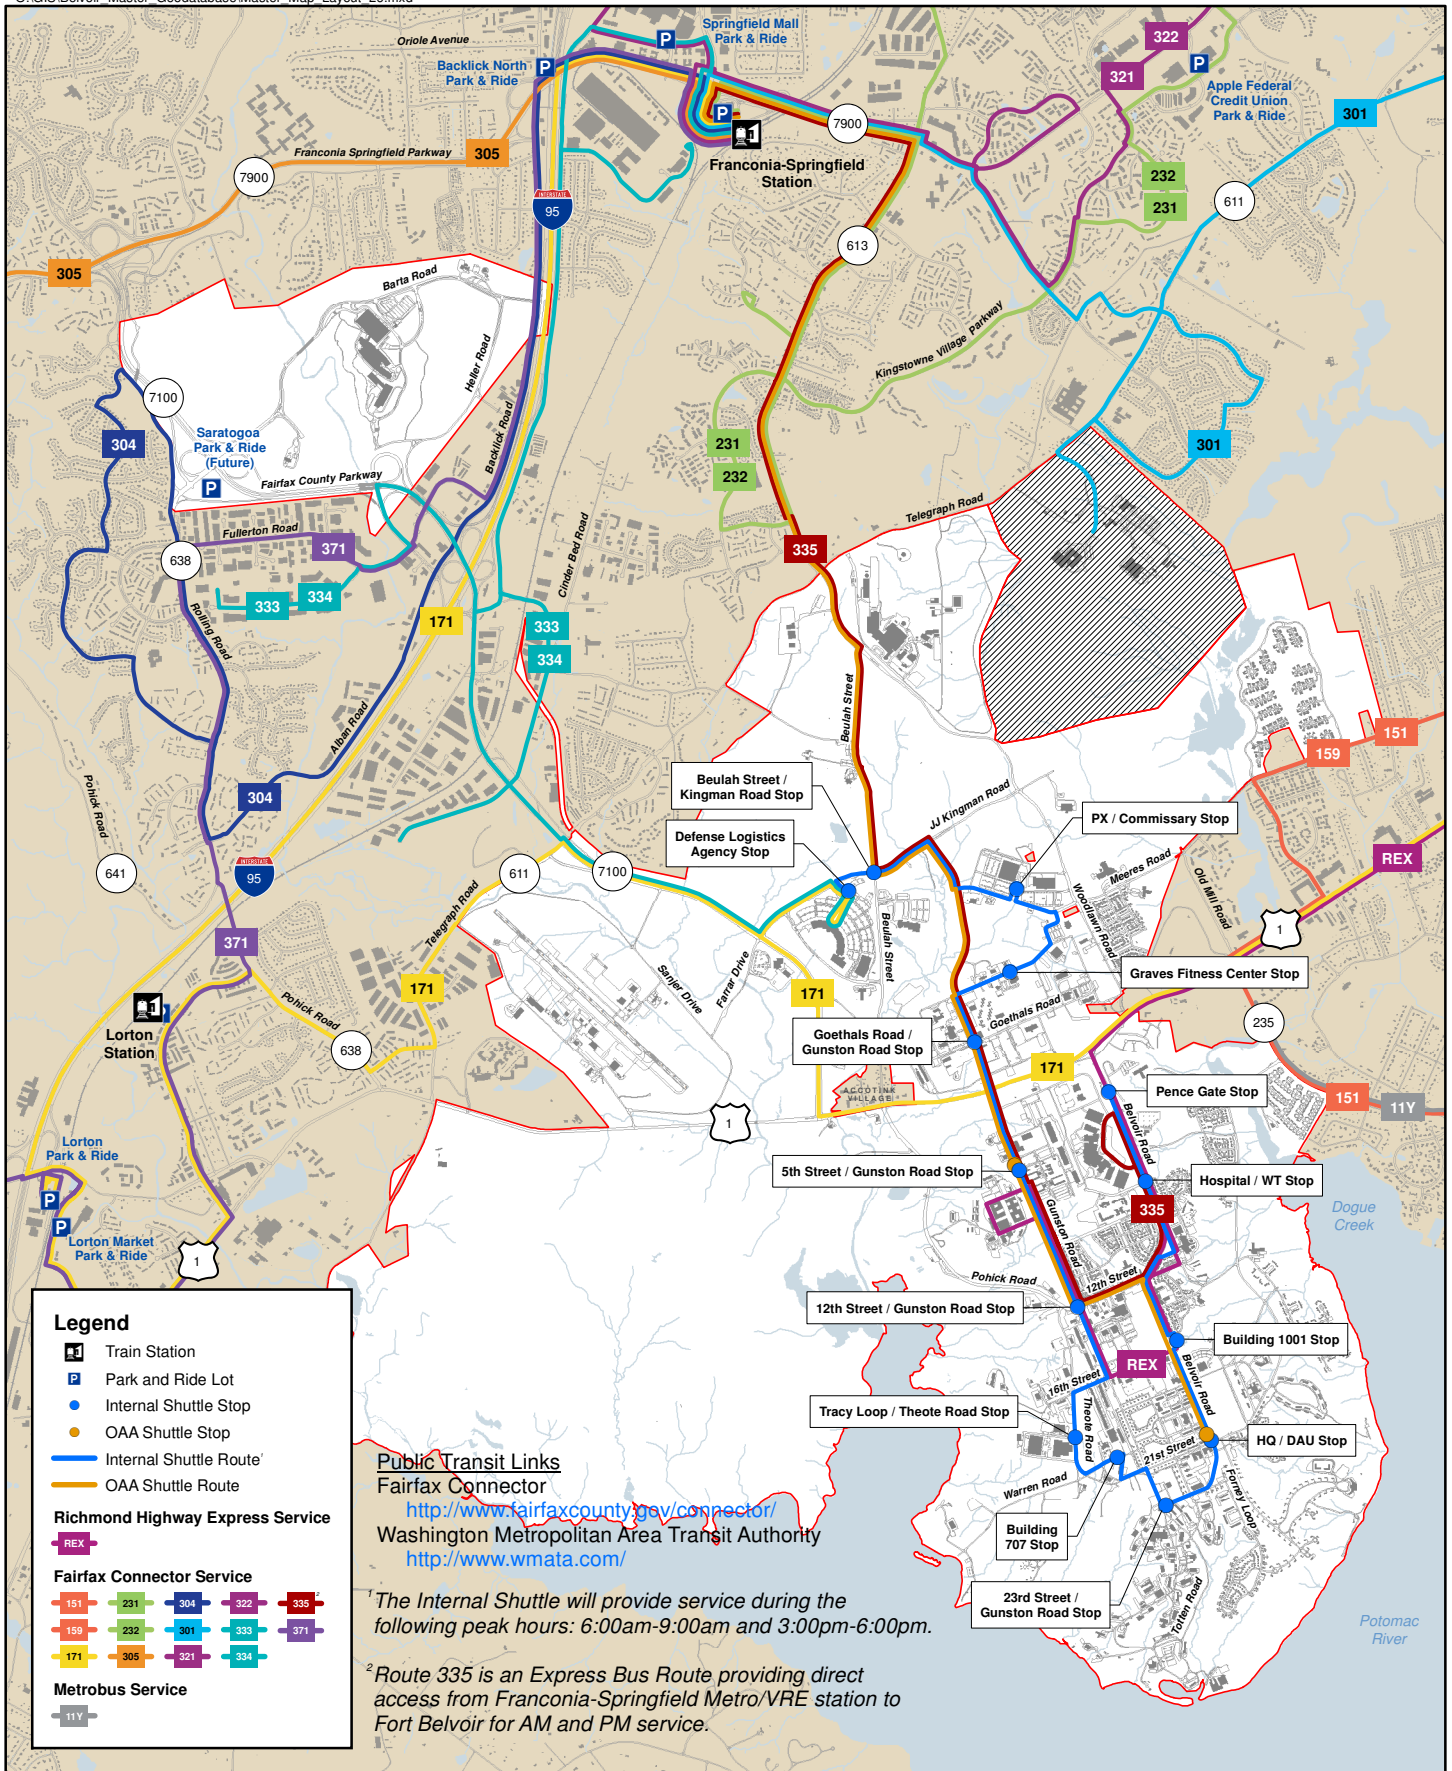 Oriole Avenue
Springfield Mall
Park & Ride
Backlick North
Park & Ride
322
321
Apple Federal
Credit Union
Park & Ride
301
7900
Franconia-Springfield
Station
Franconia Springfield Parkway
305
7900
INTERSTATE
95
232
231
611
613
305
Barta Road
Heller Road
Kingstowne Village Parkway
7100
304
Saratogoa
Park & Ride
(Future)
Backlick Road
Fairfax County Parkway
231
232
301
Telegraph Road
Fullerton Road
371
638
335
Cinder Bed Road
333
334
171
333
334
Rolling Road
Beulah Street
Alban Road
151
159
Pohick Road
304
Beulah Street /
Kingman Road Stop
JJ Kingman Road
PX / Commissary Stop
Defense Logistics
Agency Stop
REX
641
INTERSTATE
95
611
7100
Meeres Road
Old Mill Road
Woodlawn Road
Telegraph Road
Beulah Street
1
371
Sanjer Drive
Farrar Drive
Graves Fitness Center Stop
171
171
Pohick Road
Goethals Road
235
Lorton
Station
638
Goethals Road /
Gunston Road Stop
171
ACCOTINK
VILLAGE
Pence Gate Stop
151
11Y
1
Belvoir Road
Lorton
Park & Ride
5th Street / Gunston Road Stop
Hospital / WT Stop
335
Dogue
Creek
Lorton Market
Park & Ride
1
Gunston Road
Pohick Road
12th Street
12th Street / Gunston Road Stop
Building 1001 Stop
REX
16th Street
Belvoir Road
Tracy Loop / Theote Road Stop
Theote Road
21st Street
HQ / DAU Stop
Warren Road
Forney Loop
Building
707 Stop
23rd Street /
Gunston Road Stop
Totten Road
Potomac
River
Legend
Train Station
Park and Ride Lot
Internal Shuttle Stop
OAA Shuttle Stop
Internal Shuttle Route1
OAA Shuttle Route
Richmond Highway Express Service
REX
Fairfax Connector Service
151 231 304 322 335 2
159 232 301 333 371
171 305 321 334
Metrobus Service
11Y
Public Transit Links
Fairfax Connector
http://www.fairfaxcounty.gov/connector/
Washington Metropolitan Area Transit Authority
http://www.wmata.com/
1 The Internal Shuttle will provide service during the
following peak hours: 6:00am-9:00am and 3:00pm-6:00pm.
2 Route 335 is an Express Bus Route providing direct
access from Franconia-Springfield Metro/VRE station to
Fort Belvoir for AM and PM service.